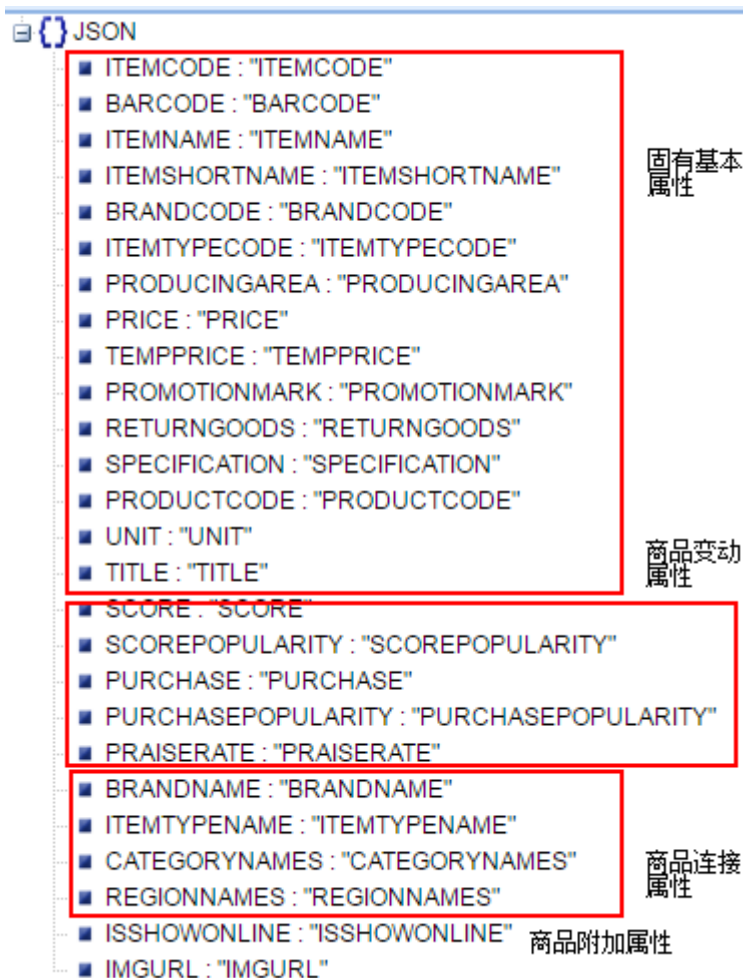 JSON
ITEMCODE : "ITEMCODE"
BARCODE : "BARCODE"
ITEMNAME : "ITEMNAME"
ITEMSHORTNAME : "ITEMSHORTNAME"
固有基本
属性
BRANDCODE : "BRANDCODE"
ITEMTYPECODE : "ITEMTYPECODE"
PRODUCINGAREA : "PRODUCINGAREA"
PRICE : "PRICE"
TEMPPRICE : "TEMPPRICE"
PROMOTIONMARK : "PROMOTIONMARK"
RETURNGOODS : "RETURNGOODS"
SPECIFICATION : "SPECIFICATION"
PRODUCTCODE : "PRODUCTCODE"
UNIT : "UNIT"
TITLE : "TITLE"
商品变动
属性
SCORE : "SCORE"
SCOREPOPULARITY : "SCOREPOPULARITY"
PURCHASE : "PURCHASE"
PURCHASEPOPULARITY : "PURCHASEPOPULARITY"
PRAISERATE : "PRAISERATE"
BRANDNAME : "BRANDNAME"
ITEMTYPENAME : "ITEMTYPENAME"
CATEGORYNAMES : "CATEGORYNAMES"
REGIONNAMES : "REGIONNAMES"
商品连接
属性
ISSHOWONLINE : "ISSHOWONLINE"
商品附加属性
IMGURL : "IMGURL"